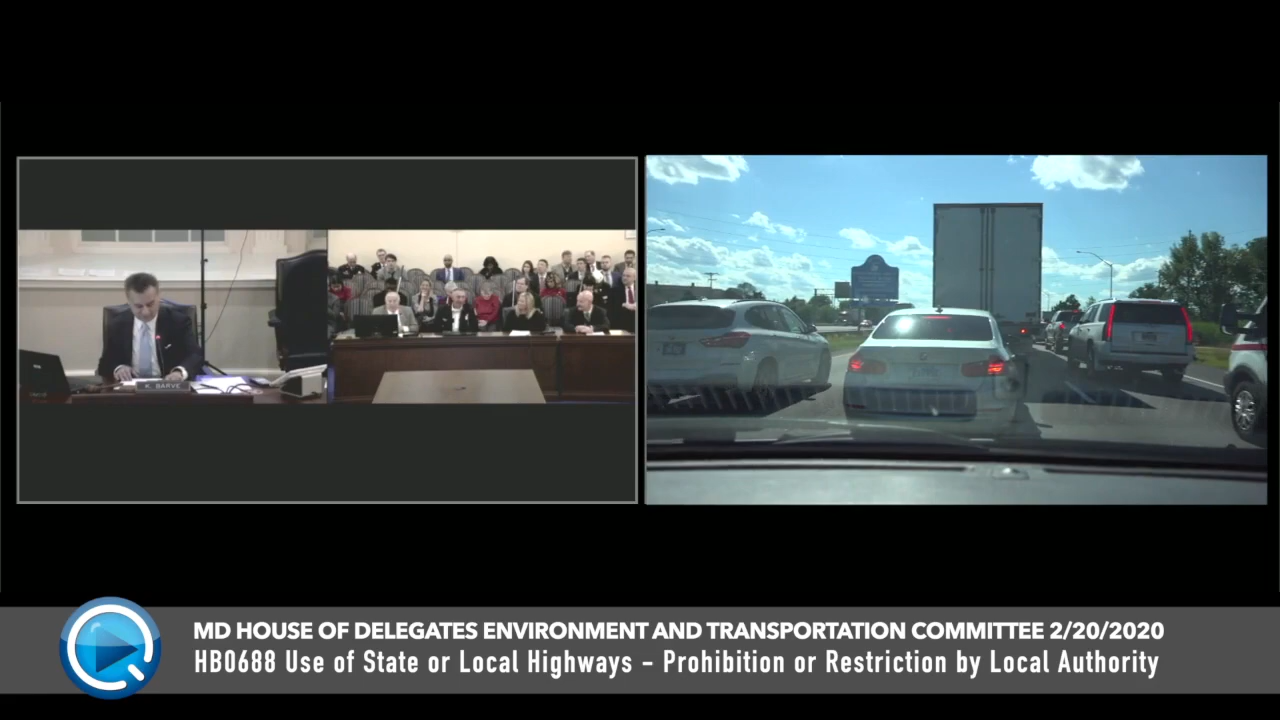 K. BARVE
MD HOUSE OF DELEGATES ENVIRONMENT AND TRANSPORTATION COMMITTEE 2/20/2020
HB0688 Use of State or Local Highways – Prohibition or Restriction by Local Authority